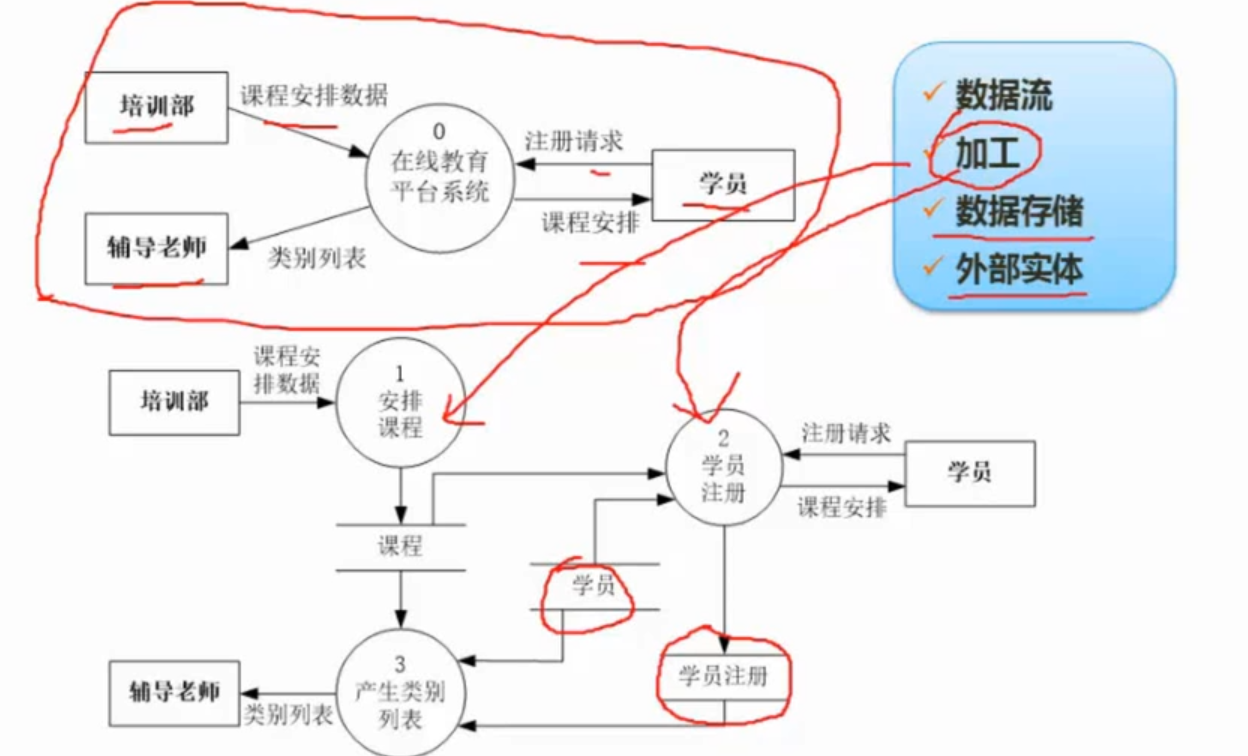 培训部
课程安排数据
0
在线教育
平台系统
注册请求
学员
课程安排
辅导老师
类别列表
数据流
加工
数据存储
外部实体
培训部
课程安
排数据
1
安排
课程
2
学员
注册
注册请求
学员
课程安排
课程
学员
学员注册
3
产生类别
列表
辅导老师
类别列表